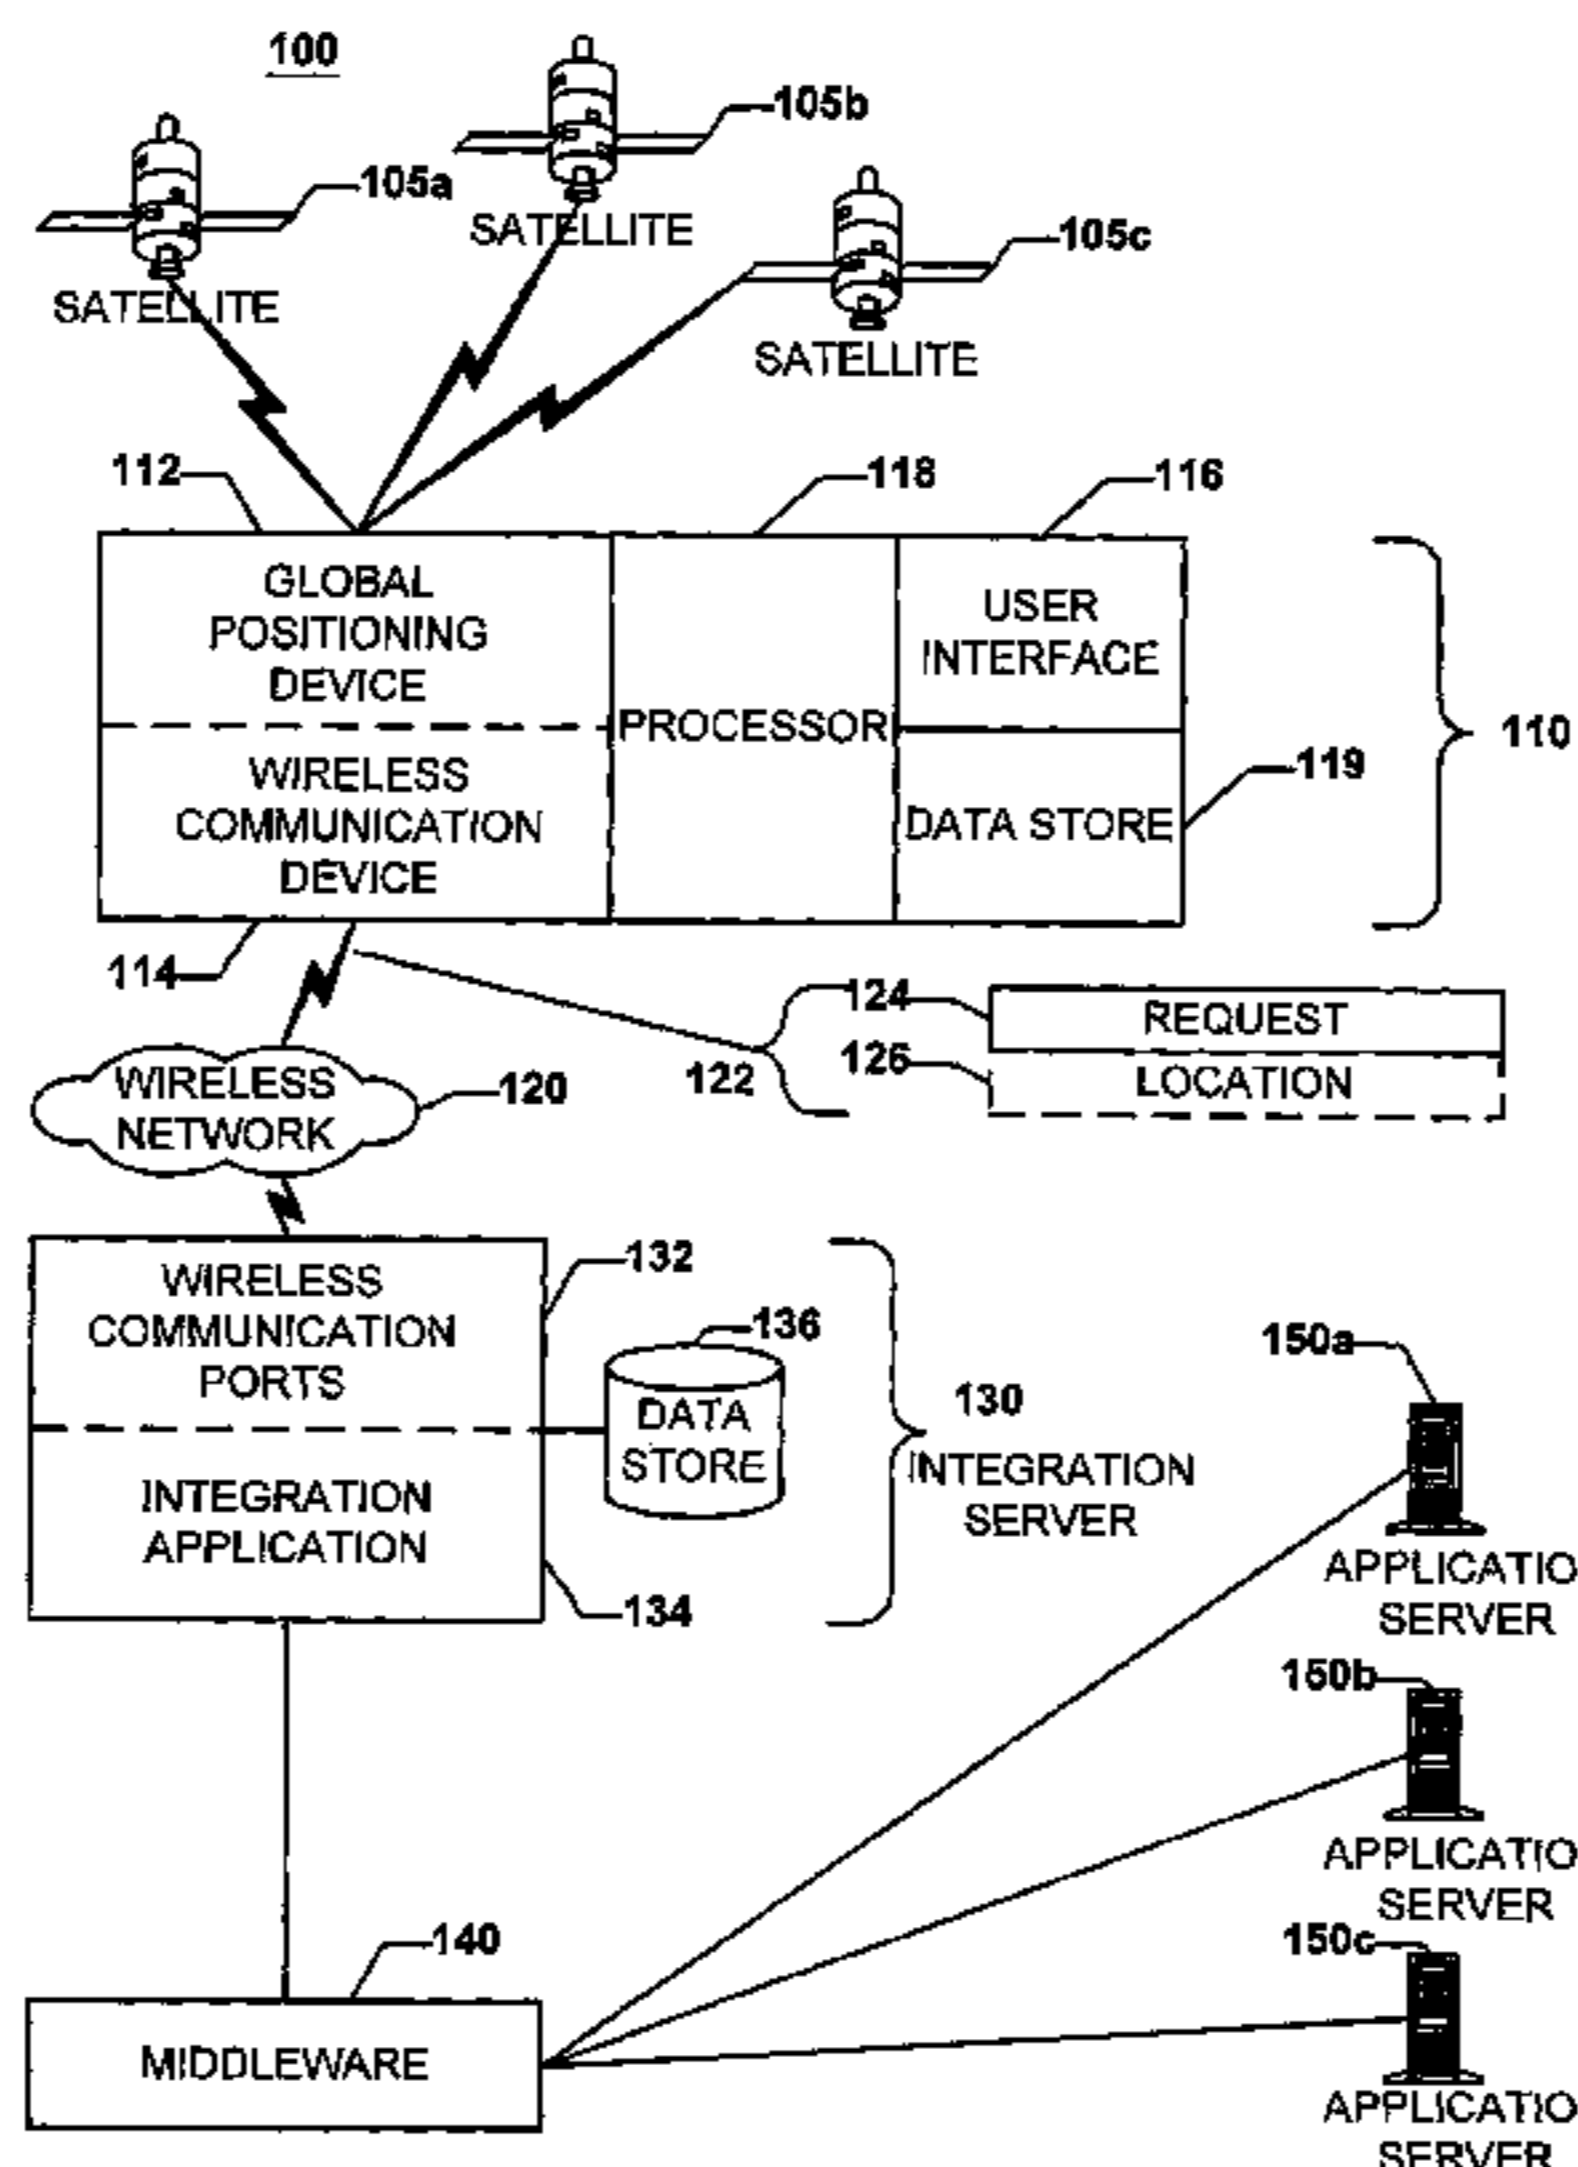 100
105b
105a
SATELLITE
105c
SATELLITE
SATELLITE
112
118
116
GLOBAL
POSITIONING
DEVICE
USER
INTERFACE
PROCESSOR
110
WIRELESS
COMMUNICATION
DEVICE
119
DATA STORE
114
124
REQUEST
126
LOCATION
122
WIRELESS
NETWORK
120
WIRELESS
COMMUNICATION
PORTS
132
136
DATA
STORE
130
INTEGRATION
SERVER
INTEGRATION
APPLICATION
134
150a
APPLICATIO
SERVER
150b
APPLICATIO
SERVER
150c
APPLICATIO
SERVER
140
MIDDLEWARE